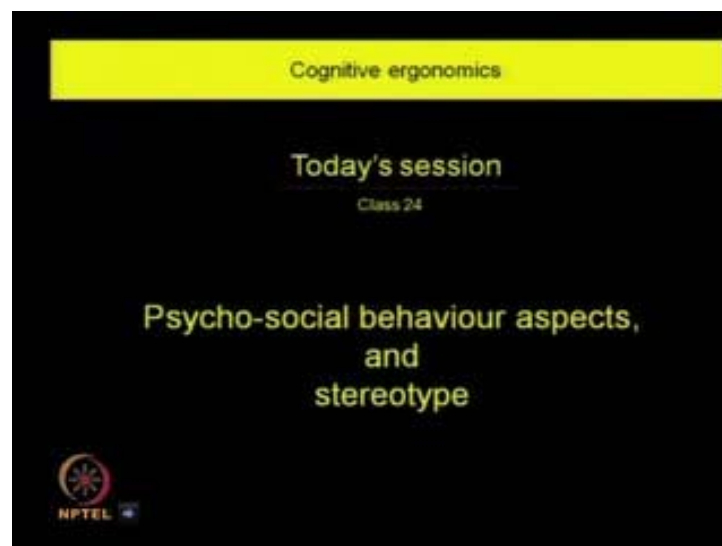 Cognitive ergonomics
Today's session
Class 24
Psycho-social behaviour aspects,
and
stereotype
NPTEL